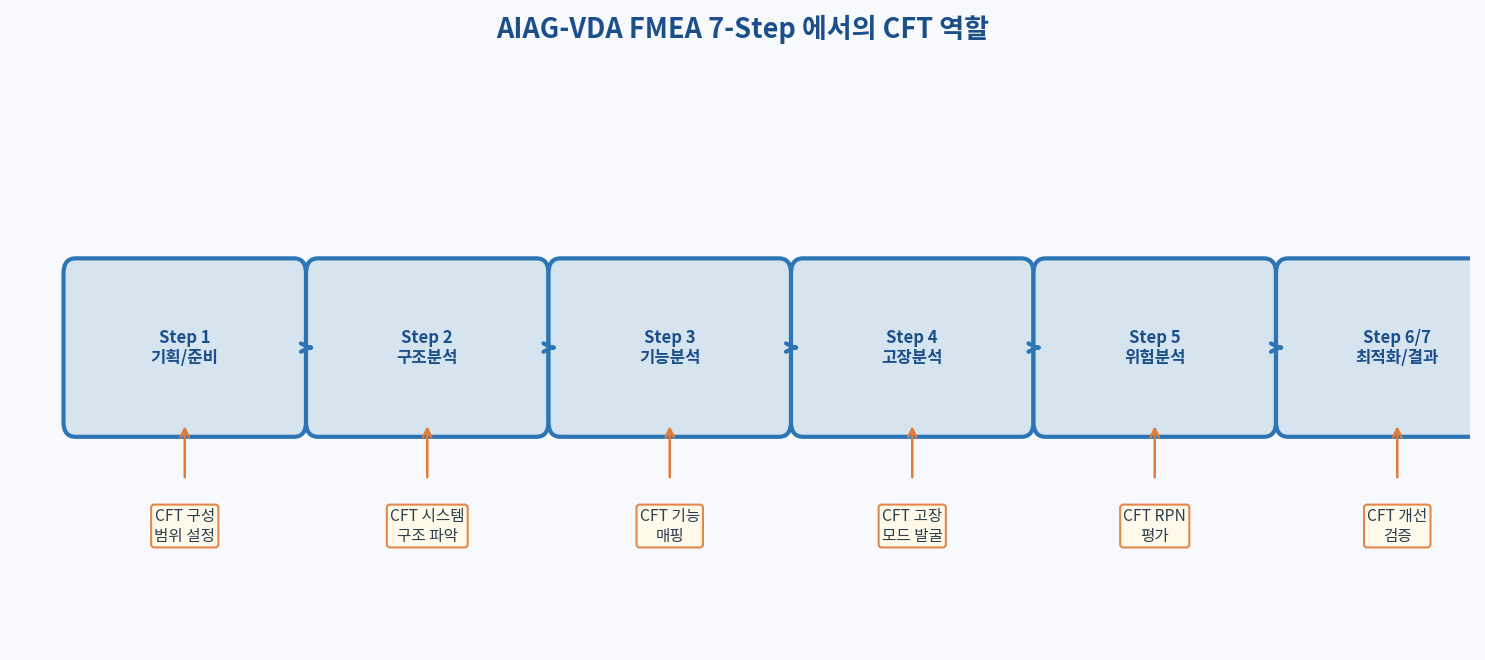 AIAG-VDA FMEA 7-Step 에서의 CFT 역할
Step 1
기획/준비
Step 2
구조분석
Step 3
기능분석
Step 4
고장분석
Step 5
위험분석
Step 6/7
최적화/결과
CFT 구성
범위 설정
CFT 시스템
구조 파악
CFT 기능
매핑
CFT 고장
모드 발굴
CFT RPN
평가
CFT 개선
검증